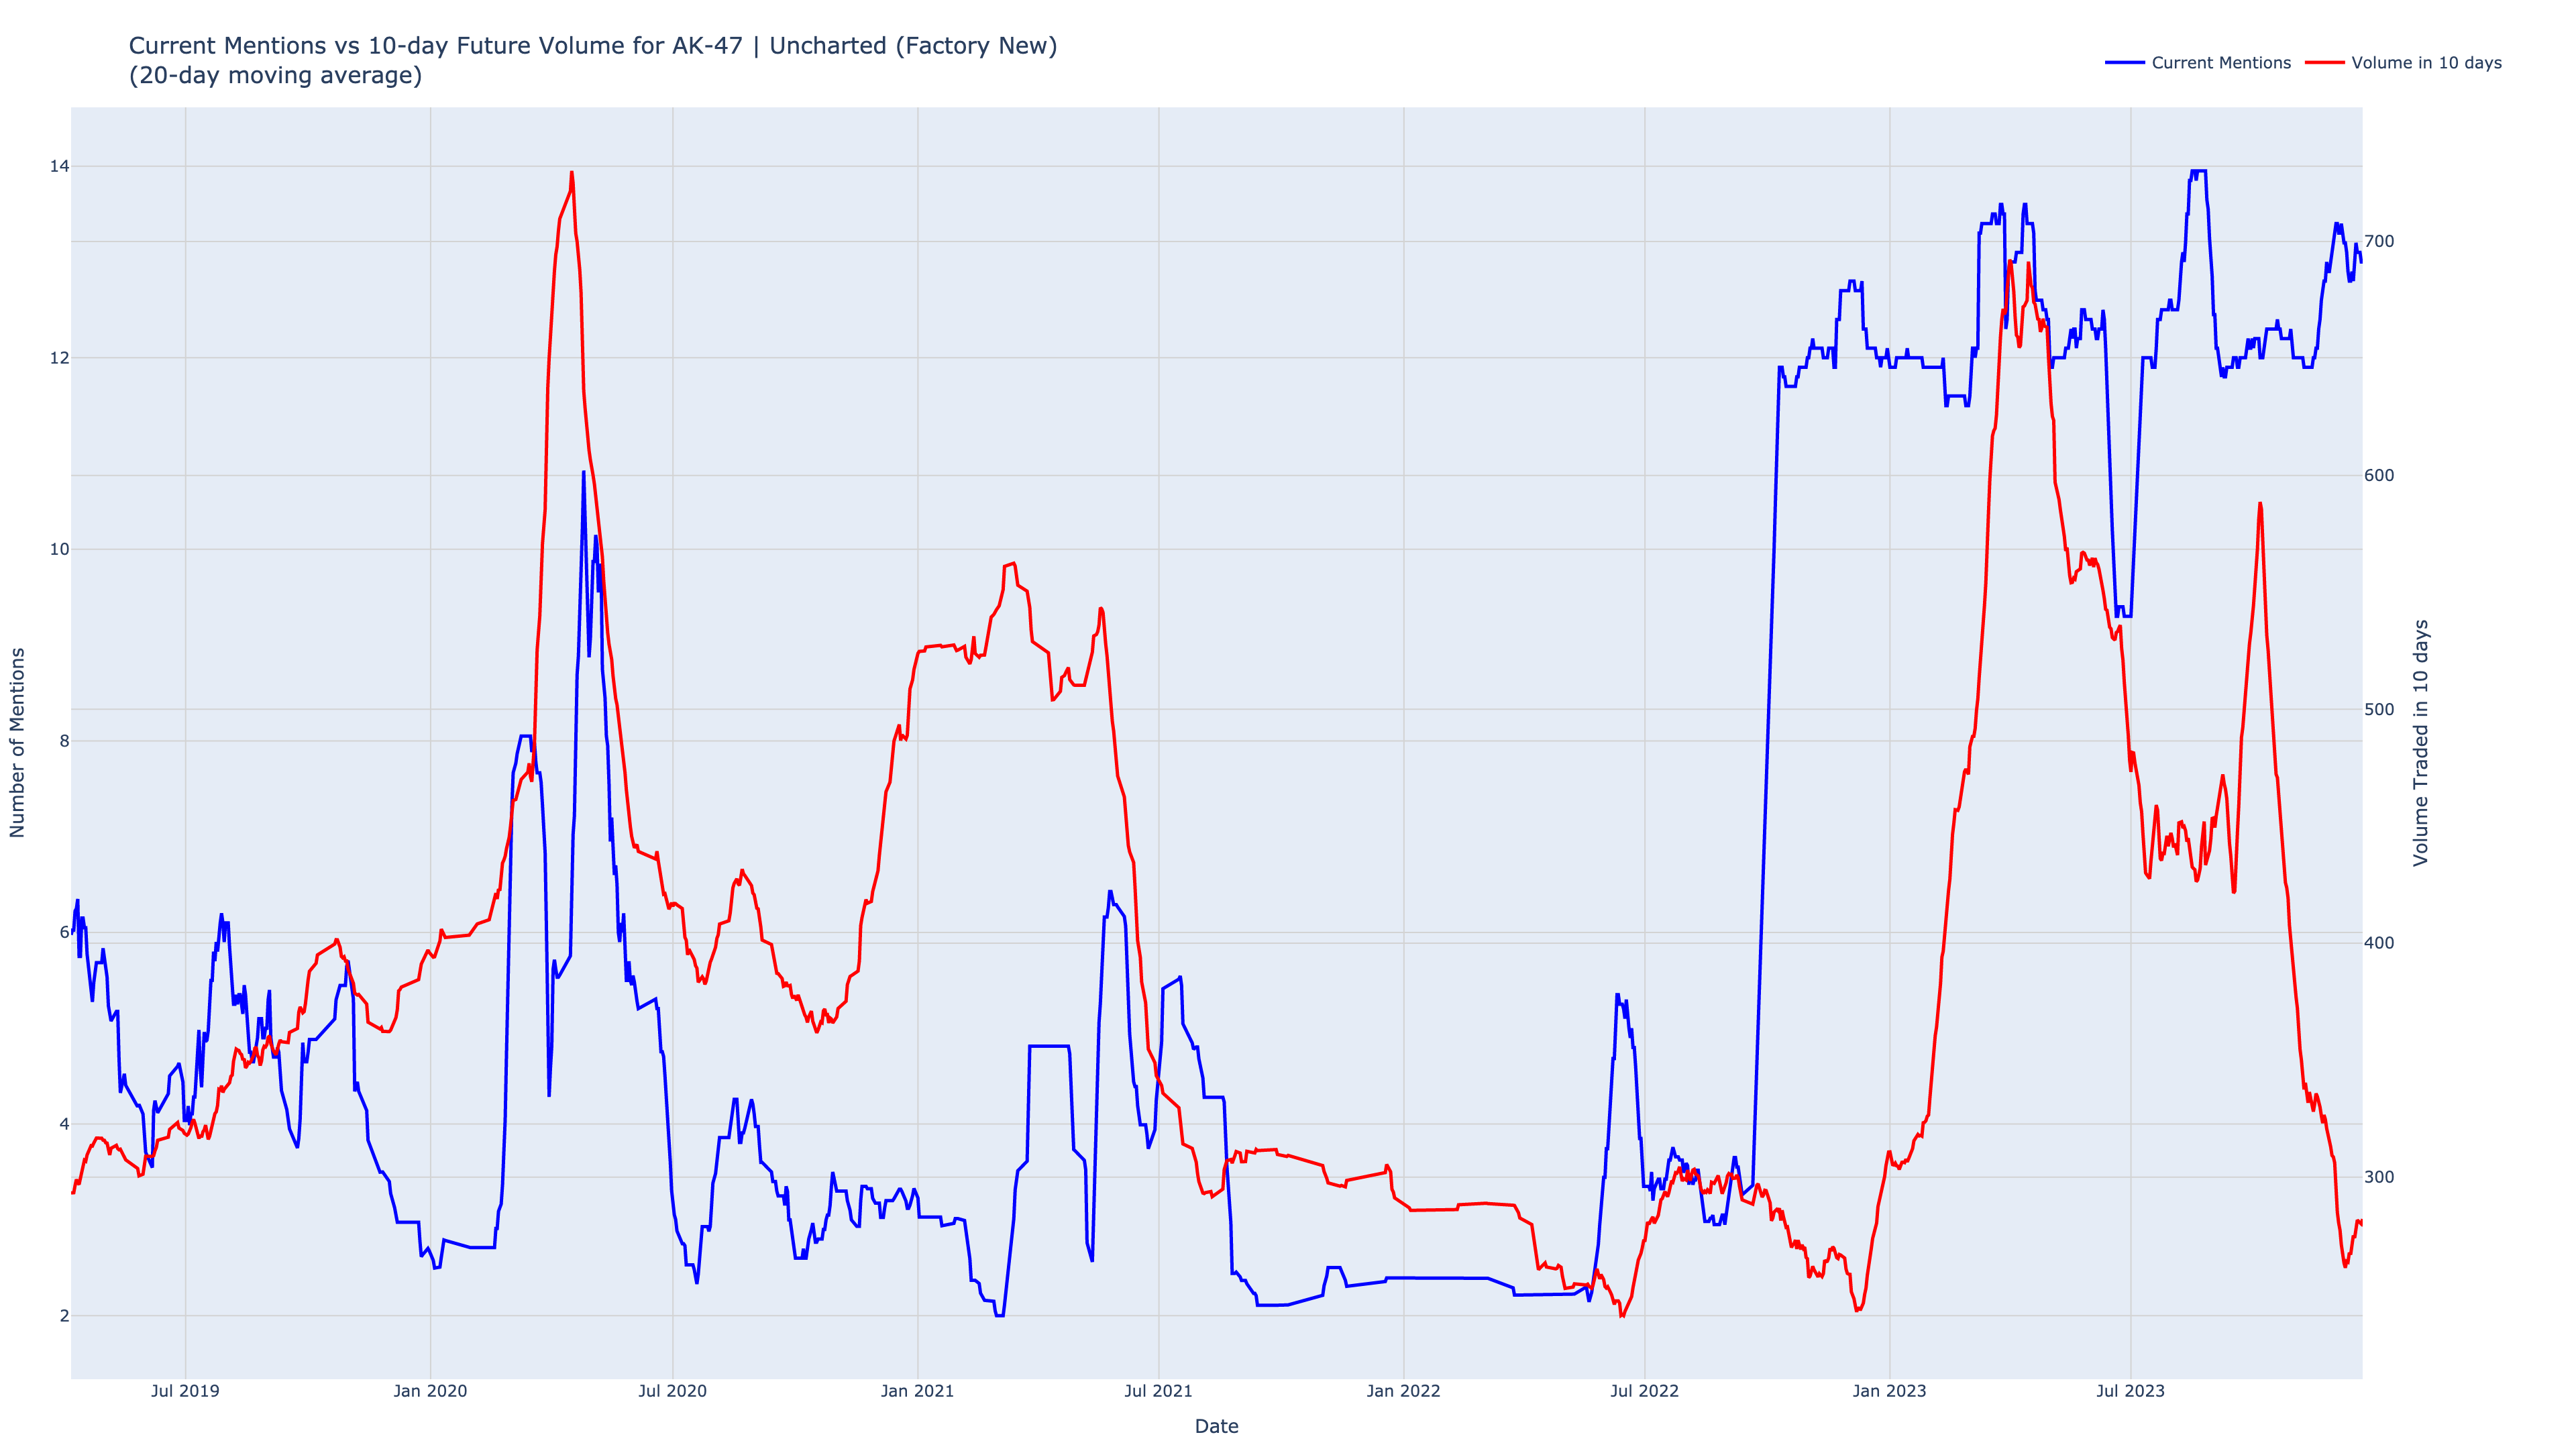 Current Mentions vs 10-day Future Volume for AK-47 | Uncharted (Factory New)
(20-day moving average)
Current Mentions
Volume in 10 days
14
12
10
8
6
4
2
Number of Mentions
700
600
500
400
300
Volume Traded in 10 days
Jul 2019
Jan 2020
Jul 2020
Jan 2021
Jul 2021
Jan 2022
Jul 2022
Jan 2023
Jul 2023
Date